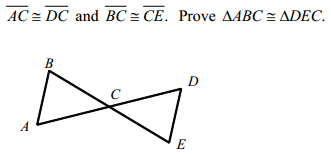 AC ≅ DC and BC ≅ CE. Prove ΔABC ≅ ΔDEC.
B
D
C
A
E